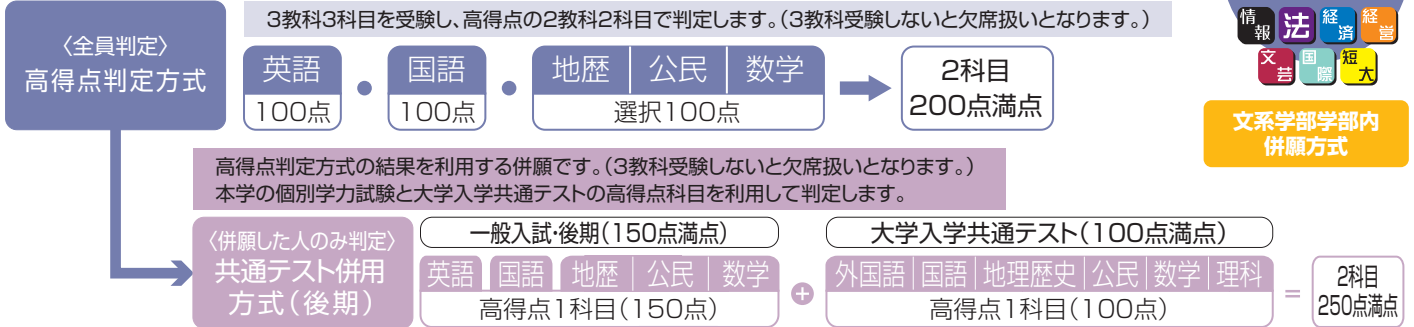 〈全員判定〉
高得点判定方式
3教科3科目を受験し、高得点の2教科2科目で判定します。(3教科受験しないと欠席扱いとなります。)
英語
100点
・
国語
100点
・
地歴 公民 数学
選択100点
2科目
200点満点
情報 法 経済 経営
文芸 国際 短大
文系学部学部内
併願方式
高得点判定方式の結果を利用する併願です。(3教科受験しないと欠席扱いとなります。)
本学の個別学力試験と大学入学共通テストの高得点科目を利用して判定します。
〈併願した人のみ判定〉
共通テスト併用
方式(後期)
一般入試・後期(150点満点)
英語 国語 地歴 公民 数学
高得点1科目(150点)
+
大学入学共通テスト(100点満点)
外国語 国語 地理歴史 公民 数学 理科
高得点1科目(100点)
=
2科目
250点満点